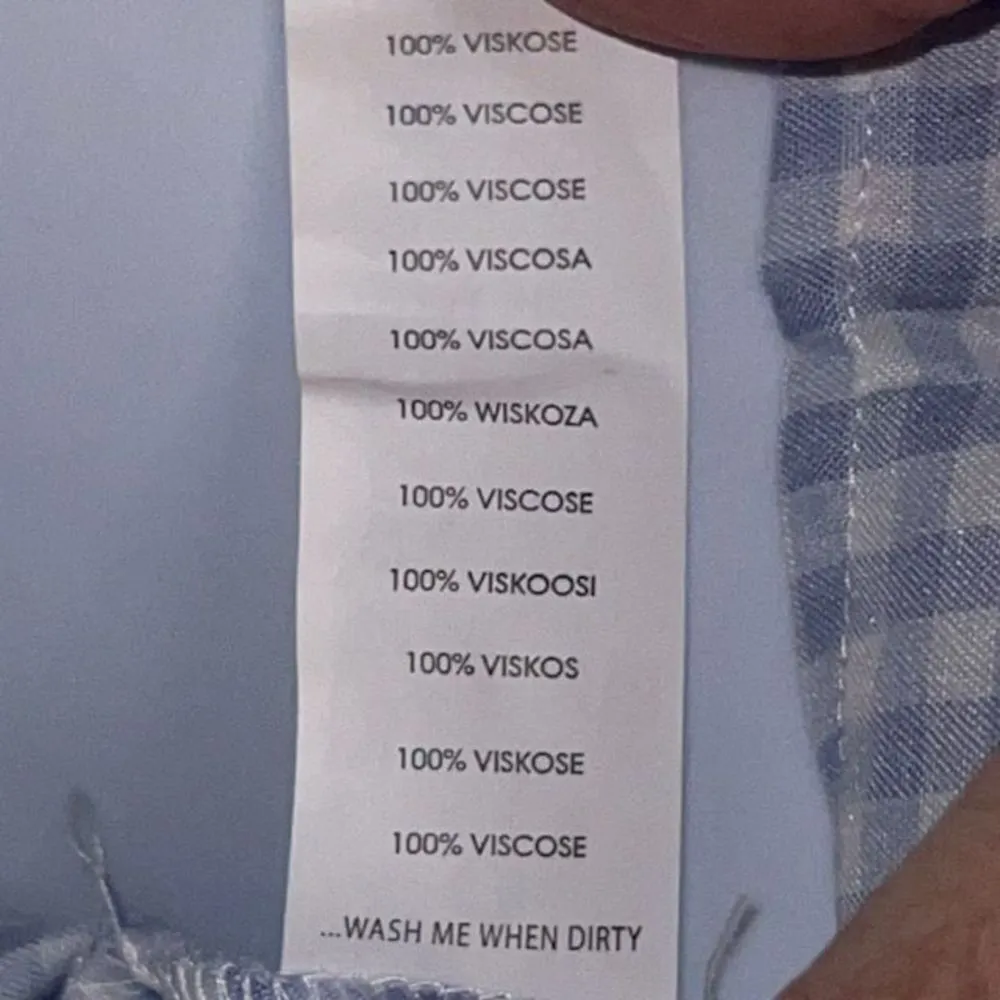 100% VISKOSE
100% VISCOSE
100% VISCOSE
100% VISCOSA
100% VISCOSA
100% WISKOZA
100% VISCOSE
100% VISKOOSI
100% VISKOS
100% VISKOSE
100% VISCOSE
...WASH ME WHEN DIRTY